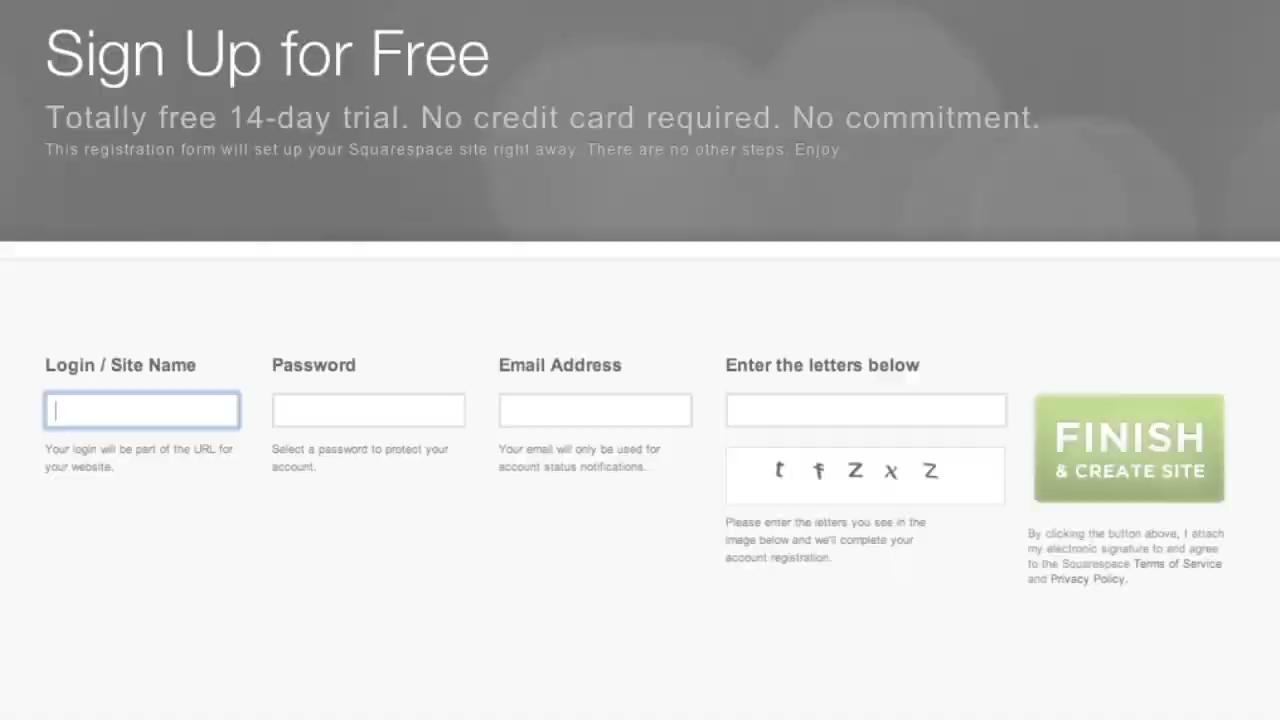 Sign Up for Free
Totally free 14-day trial. No credit card required. No commitment.
This registration form will set up your Squarespace site right away. There are no other steps. Enjoy.
Login / Site Name
Your login will be part of the URL for
your website.
Password
Select a password to protect your
account.
Email Address
Your email will only be used for
account status notifications.
Enter the letters below
t f z x z
Please enter the letters you see in the
image below and we'll complete your
account registration.
FINISH
& CREATE SITE
By clicking the button above, I attach
my electronic signature to and agree
to the Squarespace Terms of Service
and Privacy Policy.